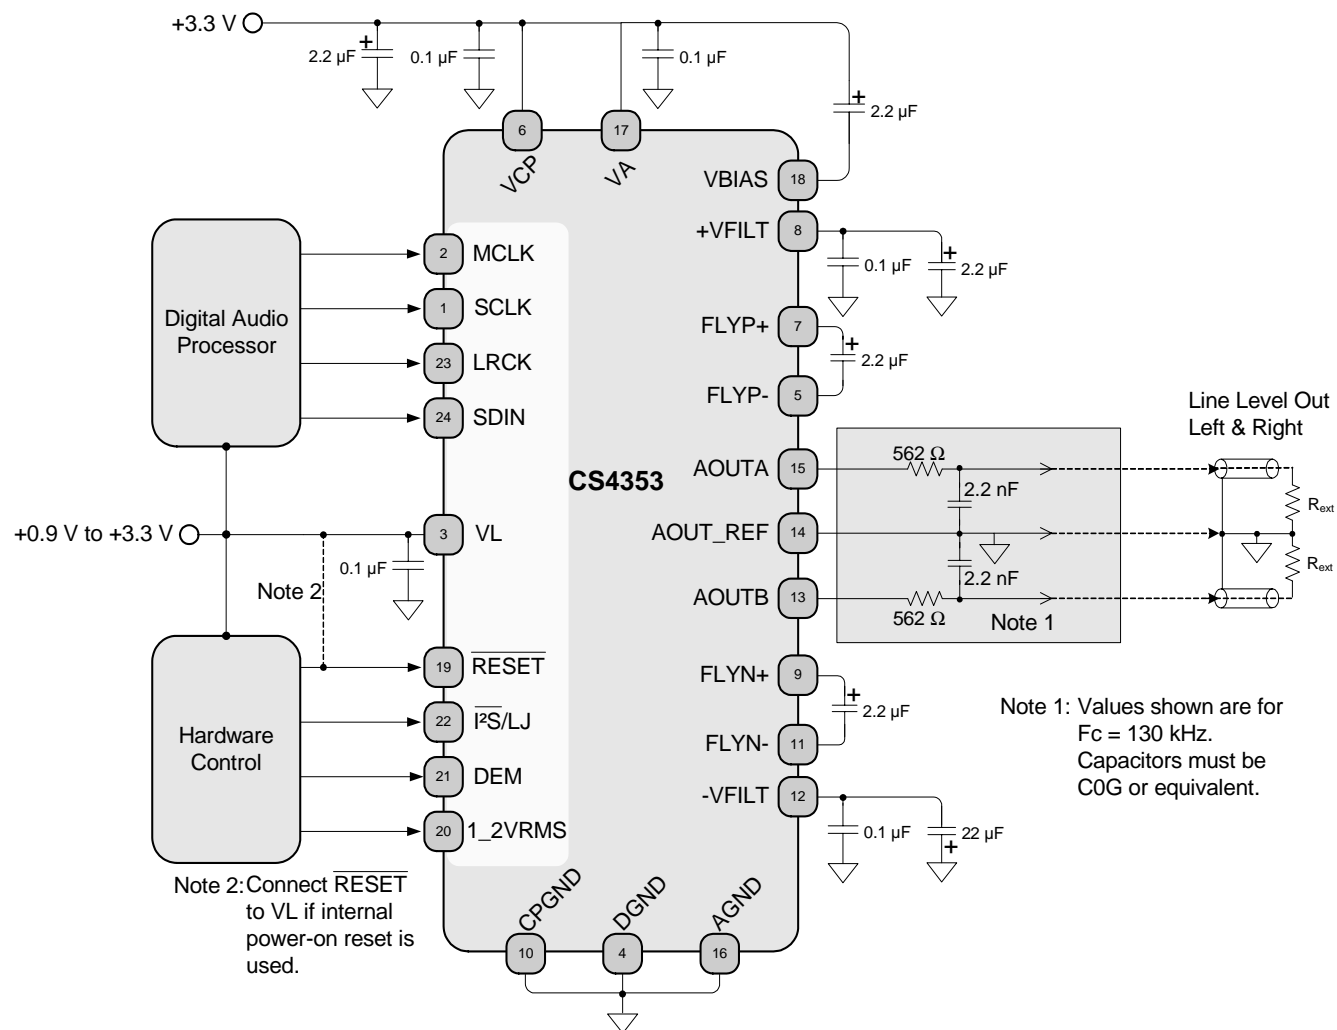 +3.3 V
+
2.2 µF
0.1 µF
0.1 µF
+
2.2 µF
6
17
VCP
VA
VBIAS
18
+VFILT
8
0.1 µF
+
2.2 µF
Digital Audio
Processor
2
MCLK
1
SCLK
23
LRCK
24
SDIN
FLYP+
7
+
2.2 µF
FLYP-
5
CS4353
Line Level Out
Left & Right
AOUTA
15
562 Ω
2.2 nF
AOUT_REF
14
2.2 nF
AOUTB
13
562 Ω
Note 1
Rext
Rext
+0.9 V to +3.3 V
3
VL
0.1 µF
Note 2
Hardware
Control
19
RESET
22
I²S/LJ
21
DEM
20
1_2VRMS
FLYN+
9
+
2.2 µF
FLYN-
11
-VFILT
12
0.1 µF
22 µF
+
Note 1: Values shown are for
Fc = 130 kHz.
Capacitors must be
C0G or equivalent.
Note 2: Connect RESET
to VL if internal
power-on reset is
used.
CPGND
DGND
AGND
10
4
16